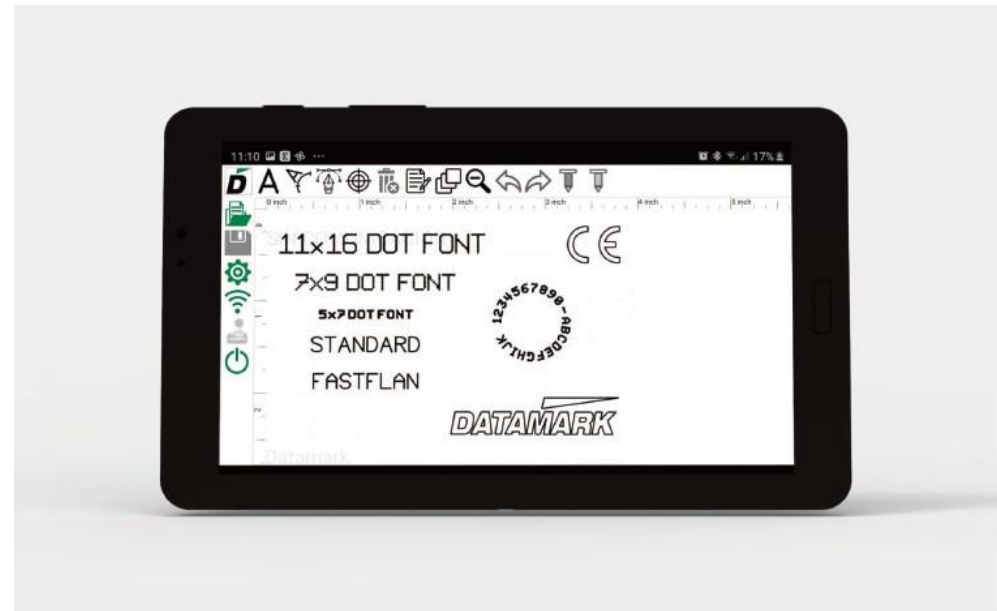 11:10
17%
D
0 inch 1 inch 2 inch 3 inch 4 inch 5 inch
11x16 DOT FONT
CE
7x9 DOT FONT
1234567890-ABCDEFGHIJK
5x7 DOT FONT
STANDARD
FASTFLAN
DATAMARK
Datamark